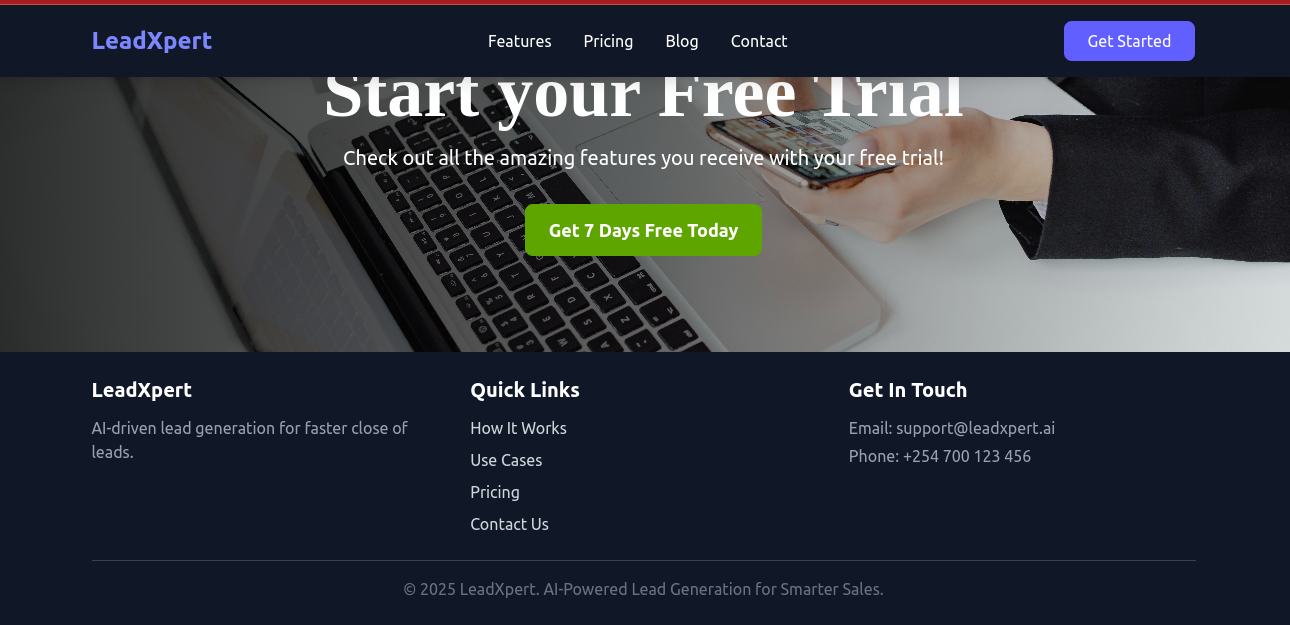 LeadXpert
Features Pricing Blog Contact
Get Started
Start your Free Trial
Check out all the amazing features you receive with your free trial!
Get 7 Days Free Today
LeadXpert
AI-driven lead generation for faster close of
leads.
Quick Links
How It Works
Use Cases
Pricing
Contact Us
Get In Touch
Email: support@leadxpert.ai
Phone: +254 700 123 456
© 2025 LeadXpert. AI-Powered Lead Generation for Smarter Sales.